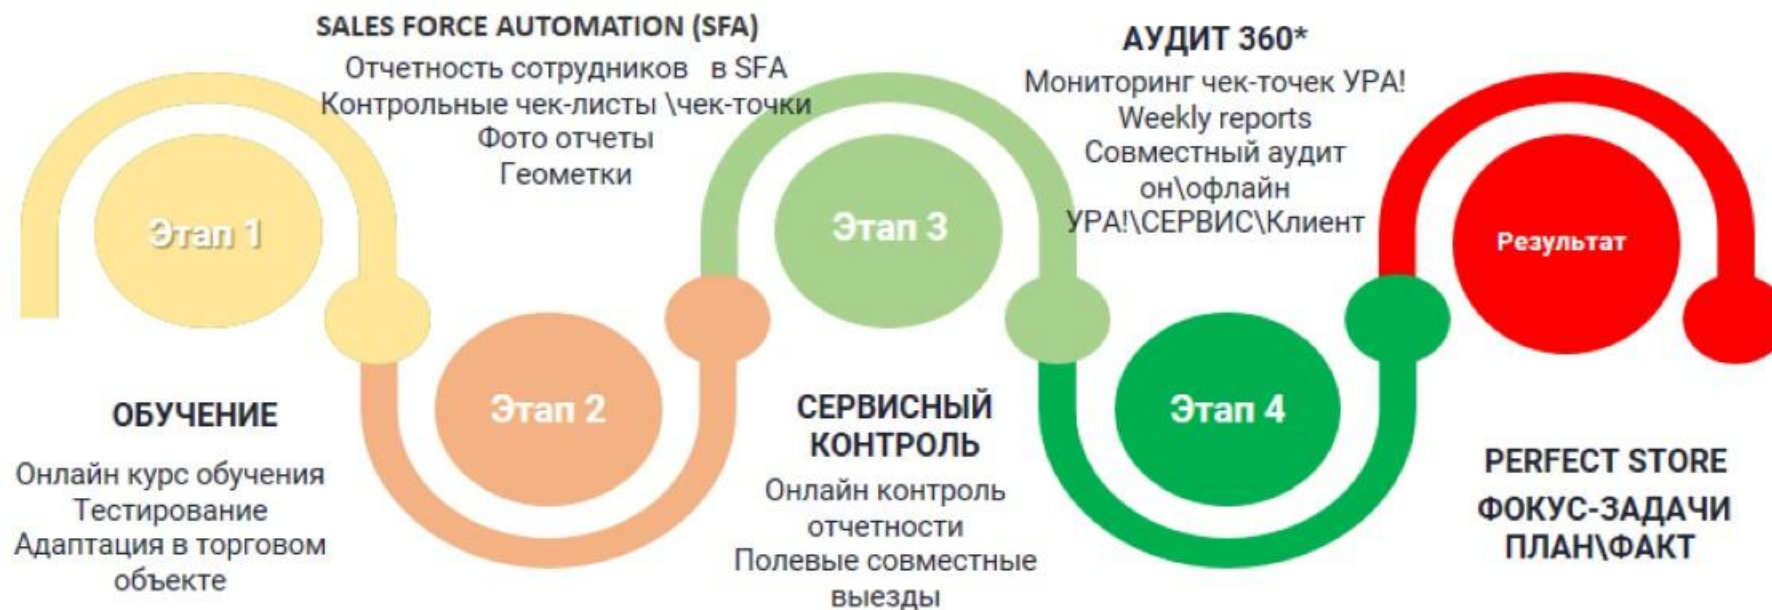 Этап 1
ОБУЧЕНИЕ
Онлайн курс обучения
Тестирование
Адаптация в торговом
объекте
SALES FORCE AUTOMATION (SFA)
Отчетность сотрудников в SFA
Контрольные чек-листы \чек-точки
Фото отчеты
Геометки
Этап 2
Этап 3
СЕРВИСНЫЙ
КОНТРОЛЬ
Онлайн контроль
отчетности
Полевые совместные
выезды
АУДИТ 360*
Мониторинг чек-точек УРА!
Weekly reports
Совместный аудит
он\офлайн
УРА!\СЕРВИС\Клиент
Этап 4
Результат
PERFECT STORE
ФОКУС-ЗАДАЧИ
ПЛАН\ФАКТ